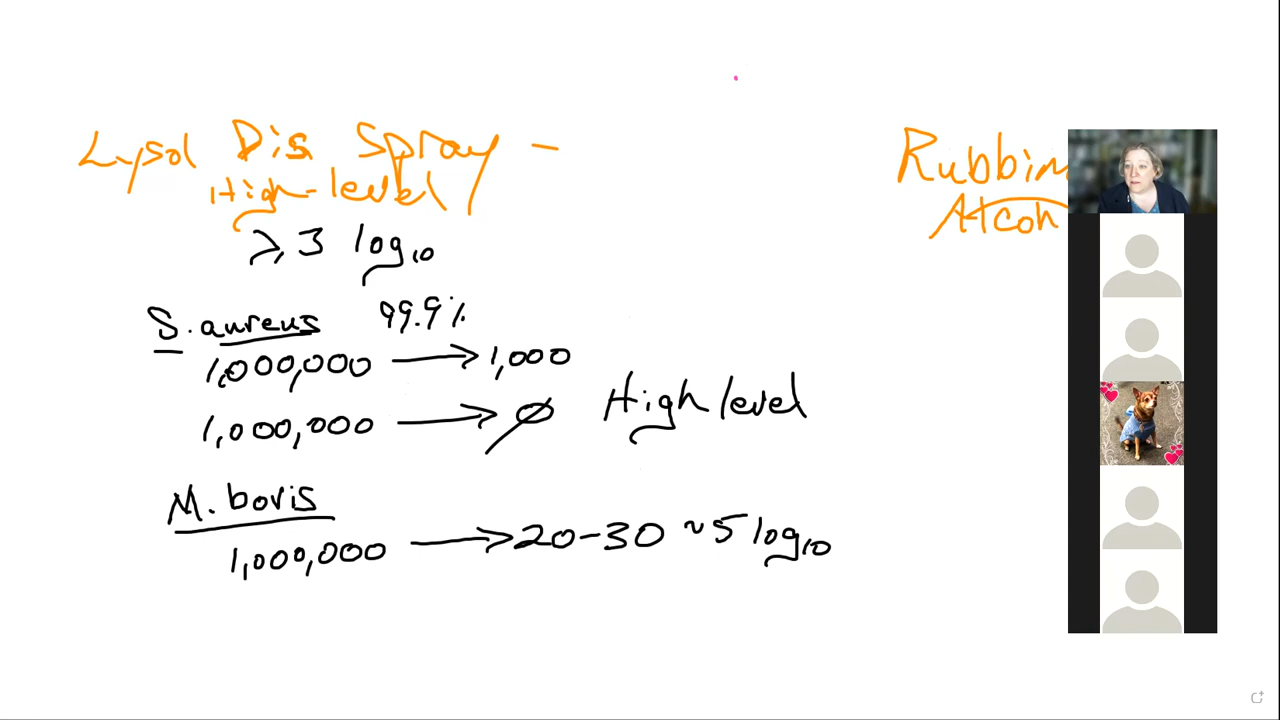 Lysol Dis Spray -
High-level
≥ 3 log10
S. aureus 99.9%
1,000,000 → 1,000
1,000,000 → ∅ High level
M. bovis
1,000,000 → 20-30 ~5 log10
Rubbin
Alcoh